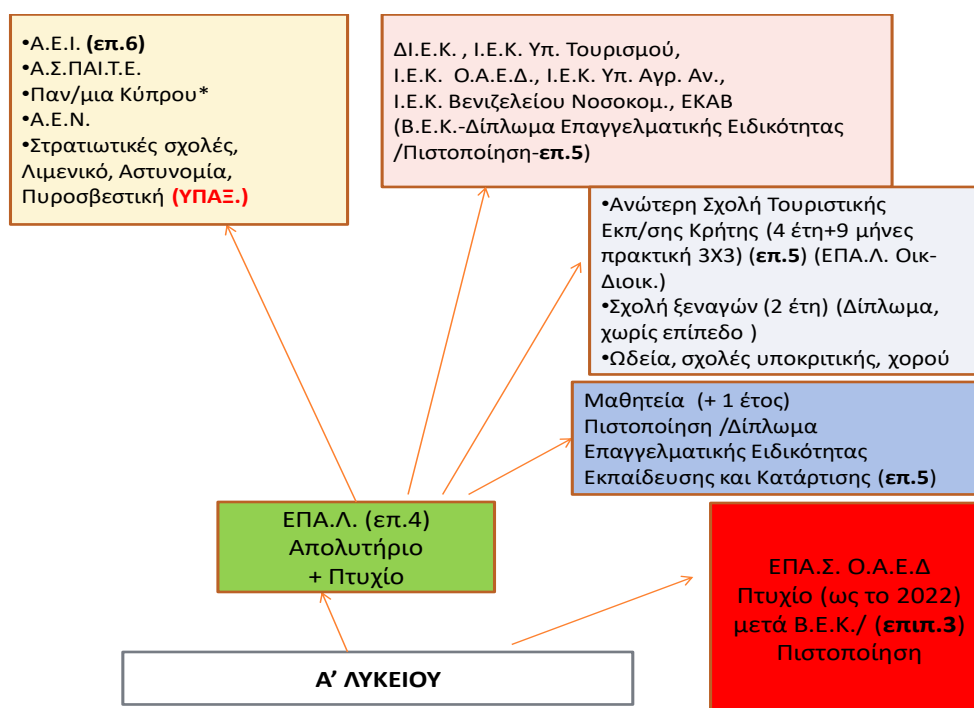 •Α.Ε.Ι. (επ.6)
•Α.Σ.ΠΑΙ.Τ.Ε.
•Παν/μια Κύπρου*
•Α.Ε.Ν.
•Στρατιωτικές σχολές,
Λιμενικό, Αστυνομία,
Πυροσβεστική (ΥΠΑΞ.)
ΔΙ.Ε.Κ. , Ι.Ε.Κ. Υπ. Τουρισμού,
Ι.Ε.Κ. Ο.Α.Ε.Δ., Ι.Ε.Κ. Υπ. Αγρ. Αν.,
Ι.Ε.Κ. Βενιζελείου Νοσοκομ., ΕΚΑΒ
(Β.Ε.Κ.-Δίπλωμα Επαγγελματικής Ειδικότητας
/Πιστοποίηση-επ.5)
•Ανώτερη Σχολή Τουριστικής
Εκπ/σης Κρήτης (4 έτη+9 μήνες
πρακτική 3Χ3) (επ.5) (ΕΠΑ.Λ. Οικ-
Διοικ.)
•Σχολή ξεναγών (2 έτη) (Δίπλωμα,
χωρίς επίπεδο )
•Ωδεία, σχολές υποκριτικής, χορού
Μαθητεία (+ 1 έτος)
Πιστοποίηση /Δίπλωμα
Επαγγελματικής Ειδικότητας
Εκπαίδευσης και Κατάρτισης (επ.5)
ΕΠΑ.Λ. (επ.4)
Απολυτήριο
+ Πτυχίο
ΕΠΑ.Σ. Ο.Α.Ε.Δ
Πτυχίο (ως το 2022)
μετά Β.Ε.Κ./ (επιπ.3)
Πιστοποίηση
Α’ ΛΥΚΕΙΟΥ